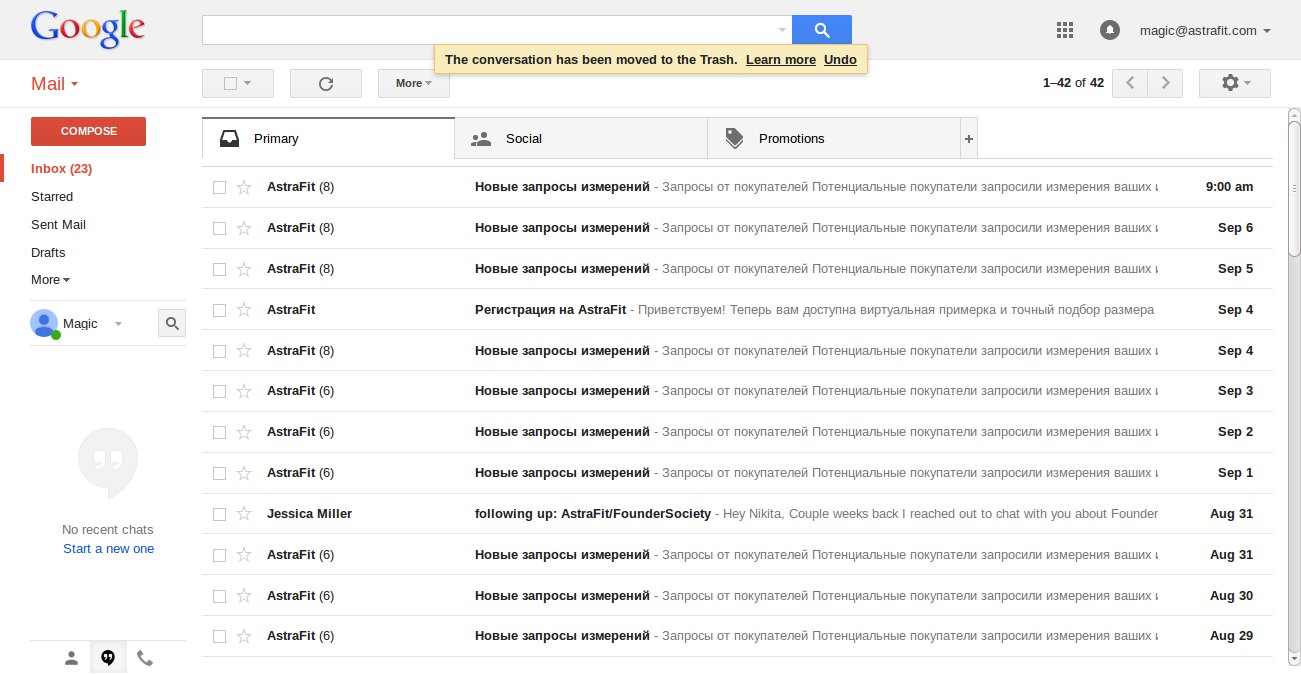 Google
magic@astrafit.com
The conversation has been moved to the Trash. Learn more Undo
Mail
More
1–42 of 42
COMPOSE
Inbox (23)
Starred
Sent Mail
Drafts
More
Magic
No recent chats
Start a new one
Primary
Social
Promotions
+
AstraFit (8) Новые запросы измерений - Запросы от покупателей Потенциальные покупатели запросили измерения ваших 9:00 am
AstraFit (8) Новые запросы измерений - Запросы от покупателей Потенциальные покупатели запросили измерения ваших Sep 6
AstraFit (8) Новые запросы измерений - Запросы от покупателей Потенциальные покупатели запросили измерения ваших Sep 5
AstraFit Регистрация на AstraFit - Приветствуем! Теперь вам доступна виртуальная примерка и точный подбор размера Sep 4
AstraFit (8) Новые запросы измерений - Запросы от покупателей Потенциальные покупатели запросили измерения ваших Sep 4
AstraFit (6) Новые запросы измерений - Запросы от покупателей Потенциальные покупатели запросили измерения ваших Sep 3
AstraFit (6) Новые запросы измерений - Запросы от покупателей Потенциальные покупатели запросили измерения ваших Sep 2
AstraFit (6) Новые запросы измерений - Запросы от покупателей Потенциальные покупатели запросили измерения ваших Sep 1
Jessica Miller following up: AstraFit/FounderSociety - Hey Nikita, Couple weeks back I reached out to chat with you about Founder Aug 31
AstraFit (6) Новые запросы измерений - Запросы от покупателей Потенциальные покупатели запросили измерения ваших Aug 31
AstraFit (6) Новые запросы измерений - Запросы от покупателей Потенциальные покупатели запросили измерения ваших Aug 30
AstraFit (6) Новые запросы измерений - Запросы от покупателей Потенциальные покупатели запросили измерения ваших Aug 29